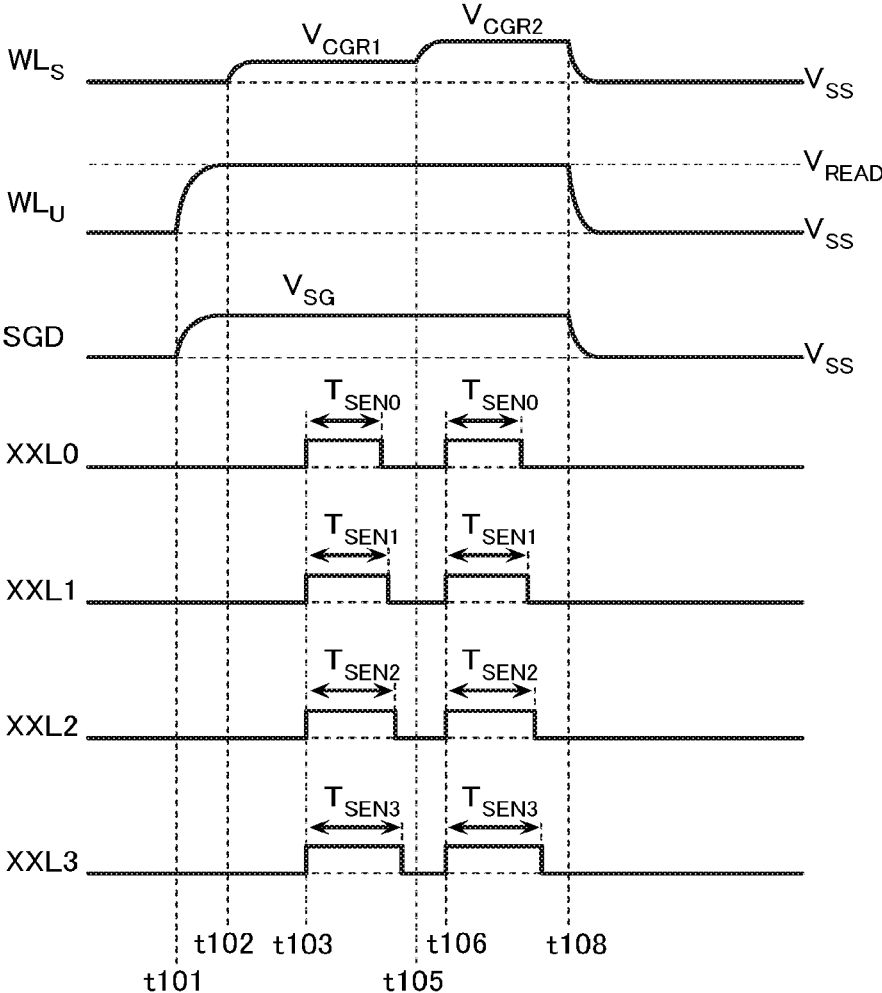 V_CGR1 V_CGR2
WL_S V_SS
V_READ
WL_U V_SS
V_SG
SGD V_SS
T_SEN0 T_SEN0
XXL0
T_SEN1 T_SEN1
XXL1
T_SEN2 T_SEN2
XXL2
T_SEN3 T_SEN3
XXL3
t102 t103 t106 t108
t101 t105